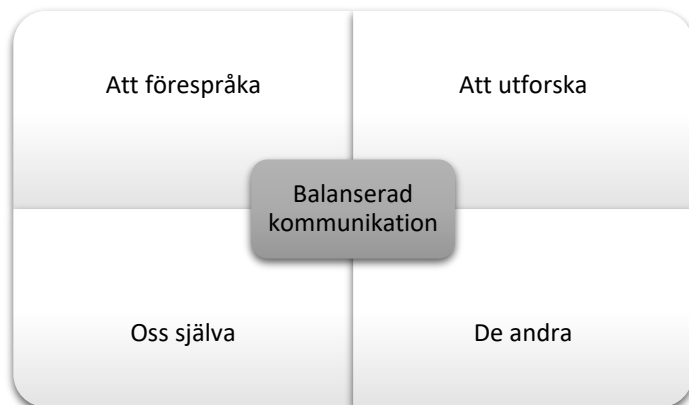 Att förespråka
Att utforska
Balanserad
kommunikation
Oss själva
De andra